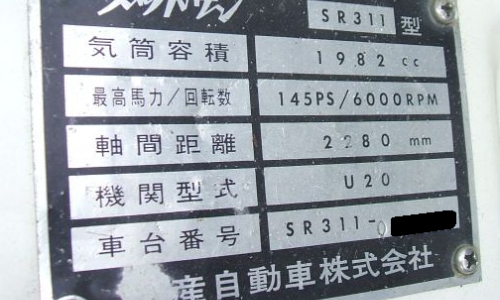 SR311 型
気筒容積 1982 cc
最高馬力/回転数 145PS/6000RPM
軸間距離 2280 mm
機関型式 U20
車台番号 SR311-0
産自動車株式会社